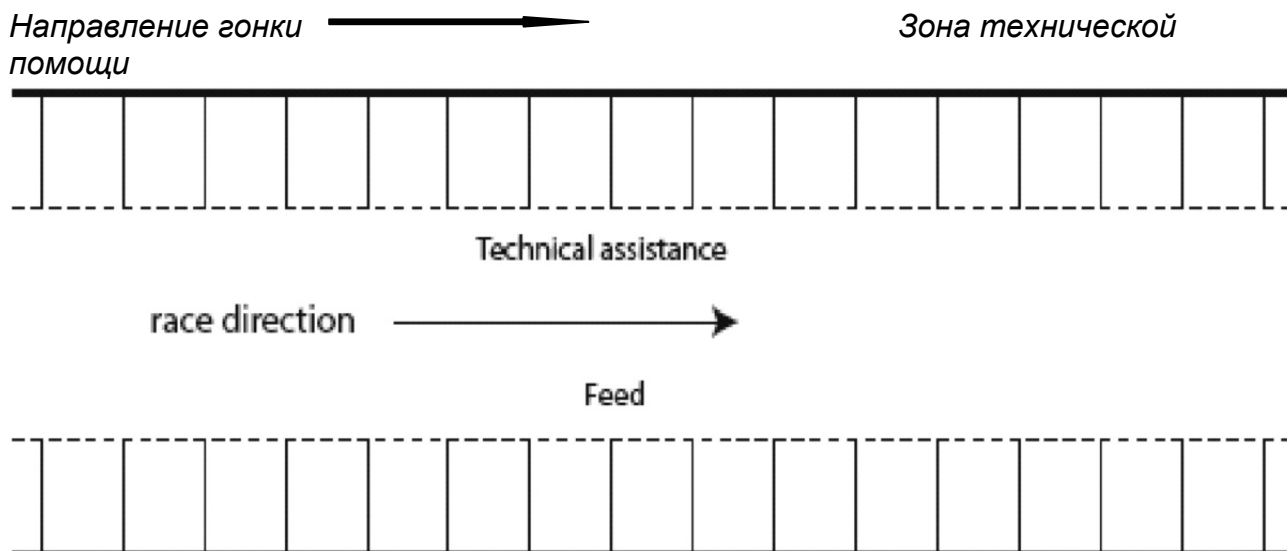 Направление гонки Зона технической
помощи
Technical assistance
race direction
Feed